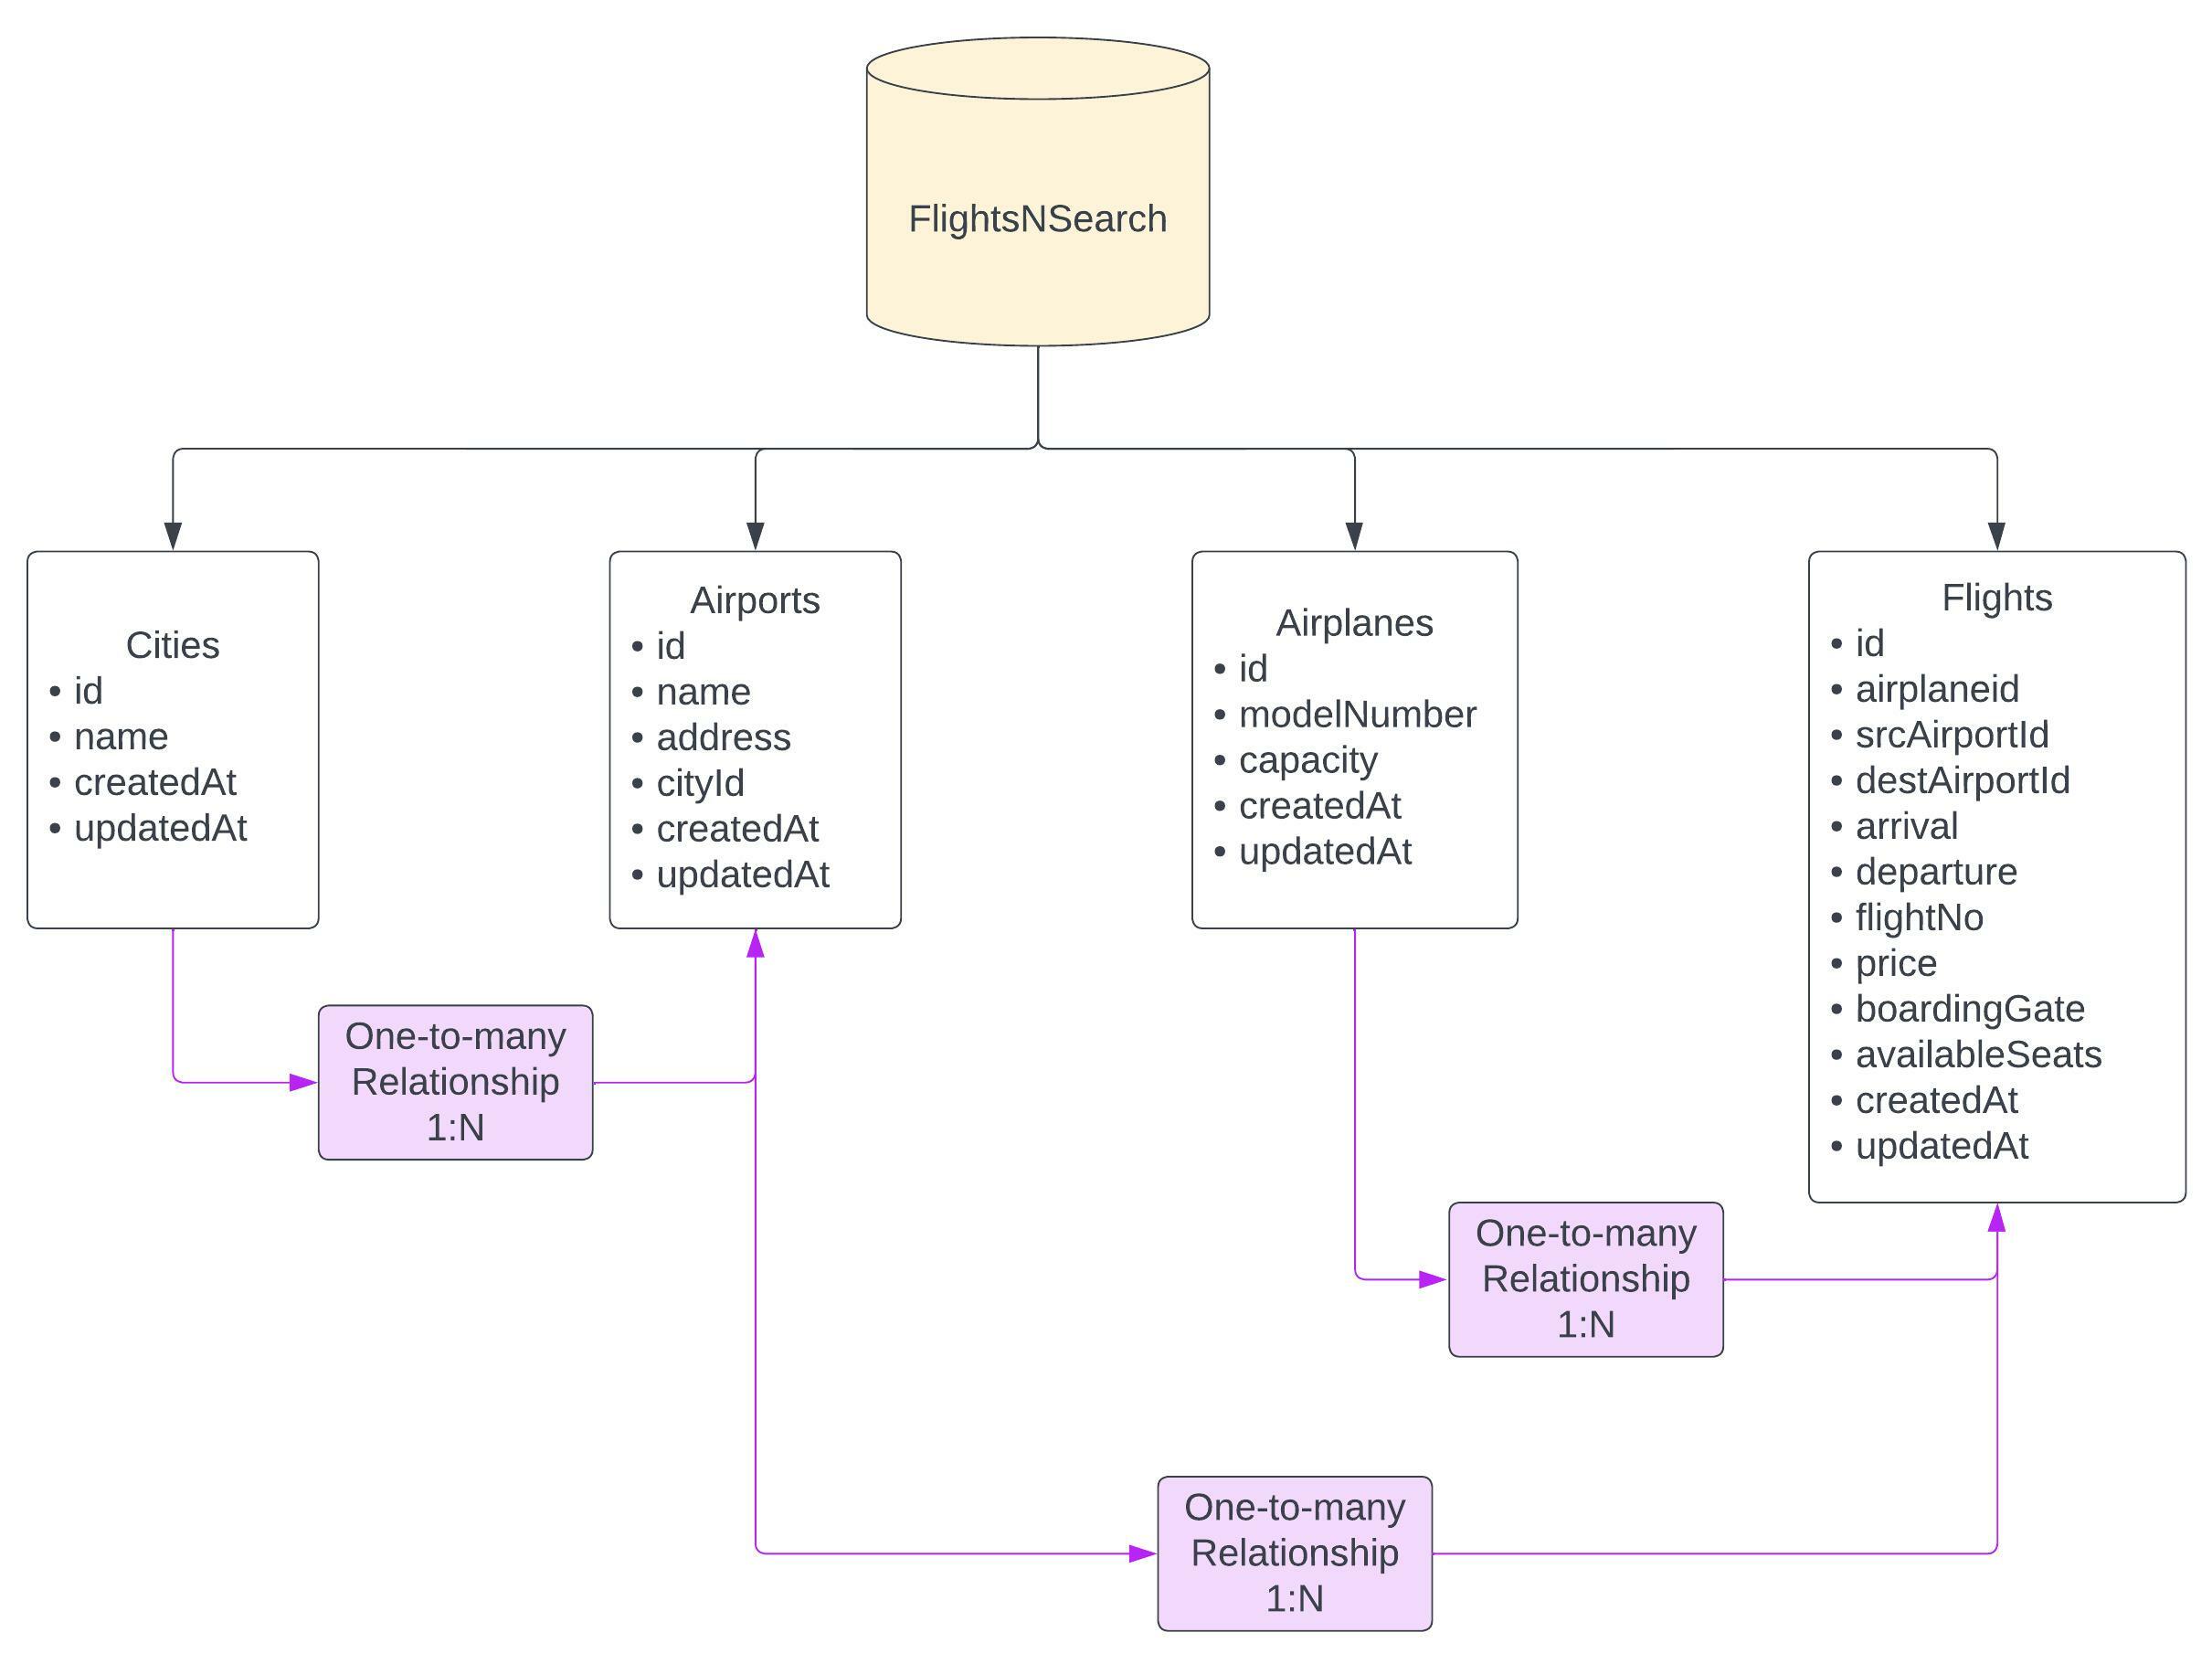 FlightsNSearch
Cities
• id
• name
• createdAt
• updatedAt
Airports
• id
• name
• address
• cityId
• createdAt
• updatedAt
Airplanes
• id
• modelNumber
• capacity
• createdAt
• updatedAt
Flights
• id
• airplaneid
• srcAirportId
• destAirportId
• arrival
• departure
• flightNo
• price
• boardingGate
• availableSeats
• createdAt
• updatedAt
One-to-many
Relationship
1:N
One-to-many
Relationship
1:N
One-to-many
Relationship
1:N